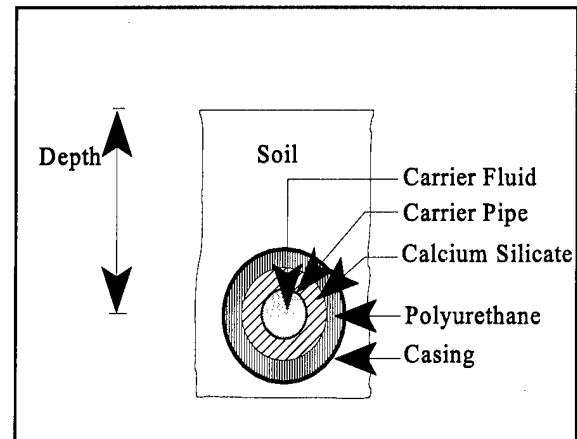 Depth
Soil
Carrier Fluid
Carrier Pipe
Calcium Silicate
Polyurethane
Casing